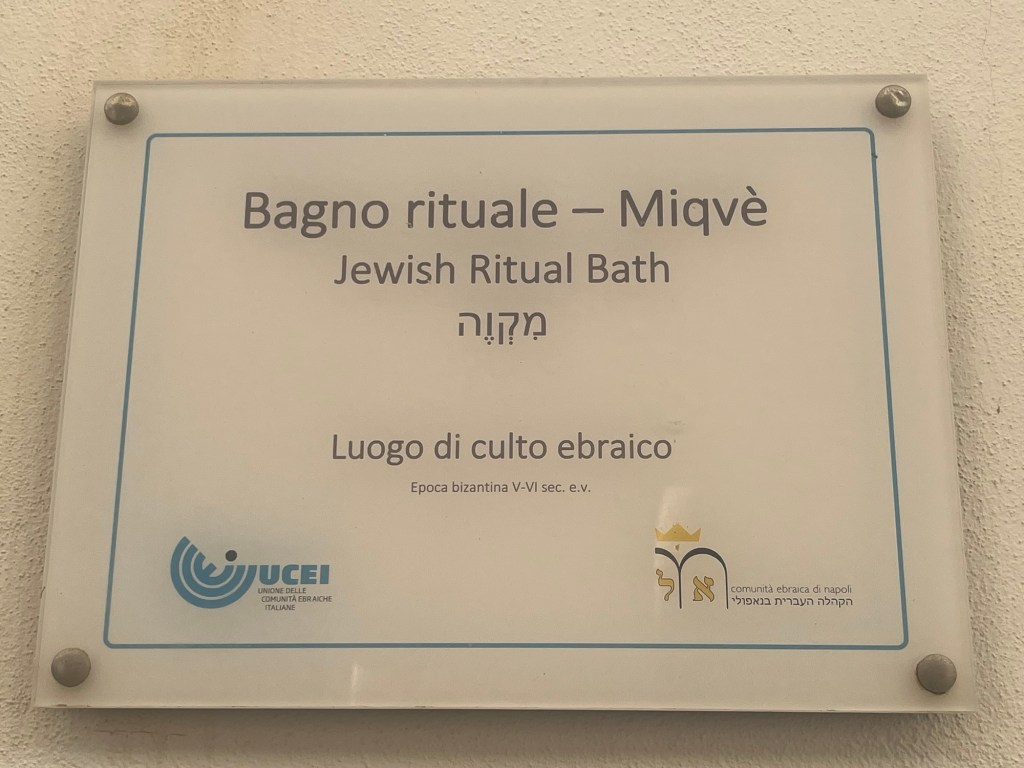 Bagno rituale – Miqvè
Jewish Ritual Bath
מִקְוֶה
Luogo di culto ebraico
Epoca bizantina V-VI sec. e.v.
UCEI
UNIONE DELLE
COMUNITÀ EBRAICHE
ITALIANE
א ל
comunità ebraica di napoli
הקהלה העברית בנאפולי